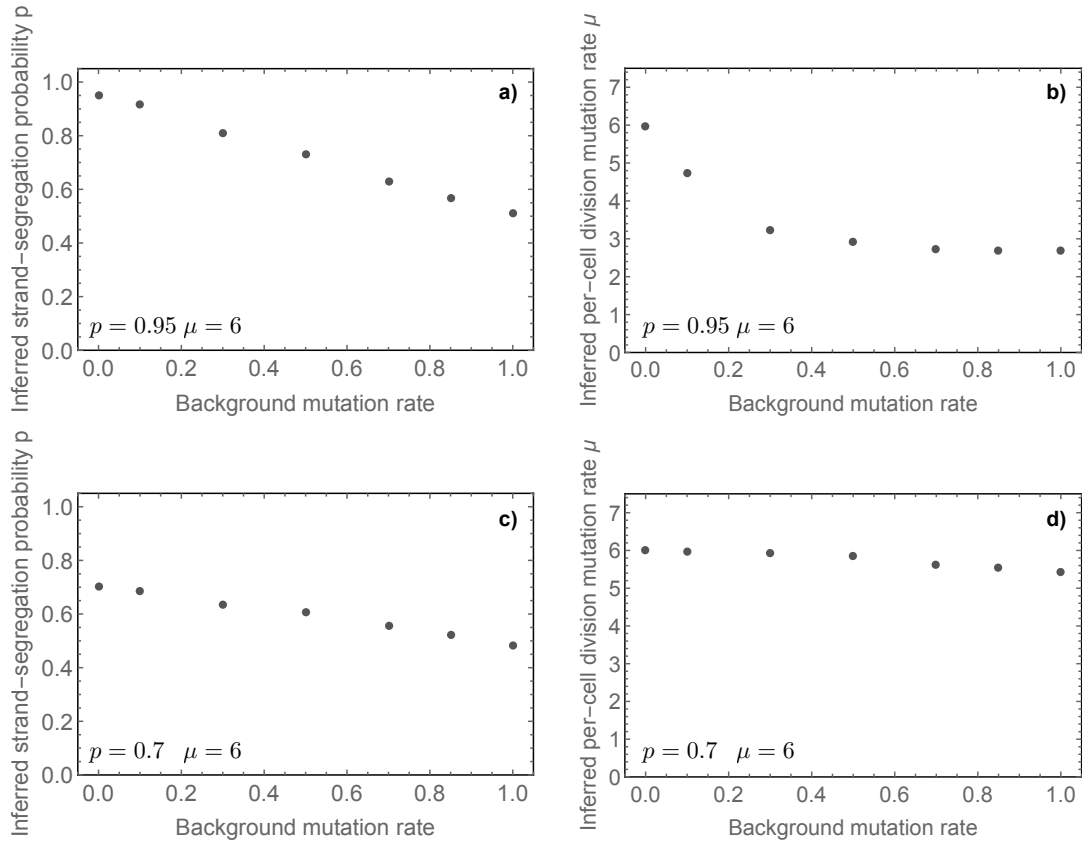 Inferred strand−segregation probability p
1.0
0.8
0.6
0.4
0.2
0.0
a)
p = 0.95 μ = 6
0.0 0.2 0.4 0.6 0.8 1.0
Background mutation rate
Inferred per−cell division mutation rate μ
7
6
5
4
3
2
1
0
b)
p = 0.95 μ = 6
0.0 0.2 0.4 0.6 0.8 1.0
Background mutation rate
Inferred strand−segregation probability p
1.0
0.8
0.6
0.4
0.2
0.0
c)
p = 0.7 μ = 6
0.0 0.2 0.4 0.6 0.8 1.0
Background mutation rate
Inferred per−cell division mutation rate μ
7
6
5
4
3
2
1
0
d)
p = 0.7 μ = 6
0.0 0.2 0.4 0.6 0.8 1.0
Background mutation rate